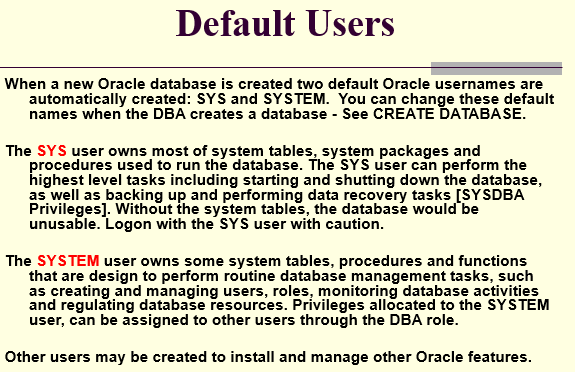 Default Users
When a new Oracle database is created two default Oracle usernames are
automatically created: SYS and SYSTEM.  You can change these default
names when the DBA creates a database - See CREATE DATABASE.
The SYS user owns most of system tables, system packages and
procedures used to run the database. The SYS user can perform the
highest level tasks including starting and shutting down the database,
as well as backing up and performing data recovery tasks [SYSDBA
Privileges]. Without the system tables, the database would be
unusable. Logon with the SYS user with caution.
The SYSTEM user owns some system tables, procedures and functions
that are design to perform routine database management tasks, such
as creating and managing users, roles, monitoring database activities
and regulating database resources. Privileges allocated to the SYSTEM
user, can be assigned to other users through the DBA role.
Other users may be created to install and manage other Oracle features.